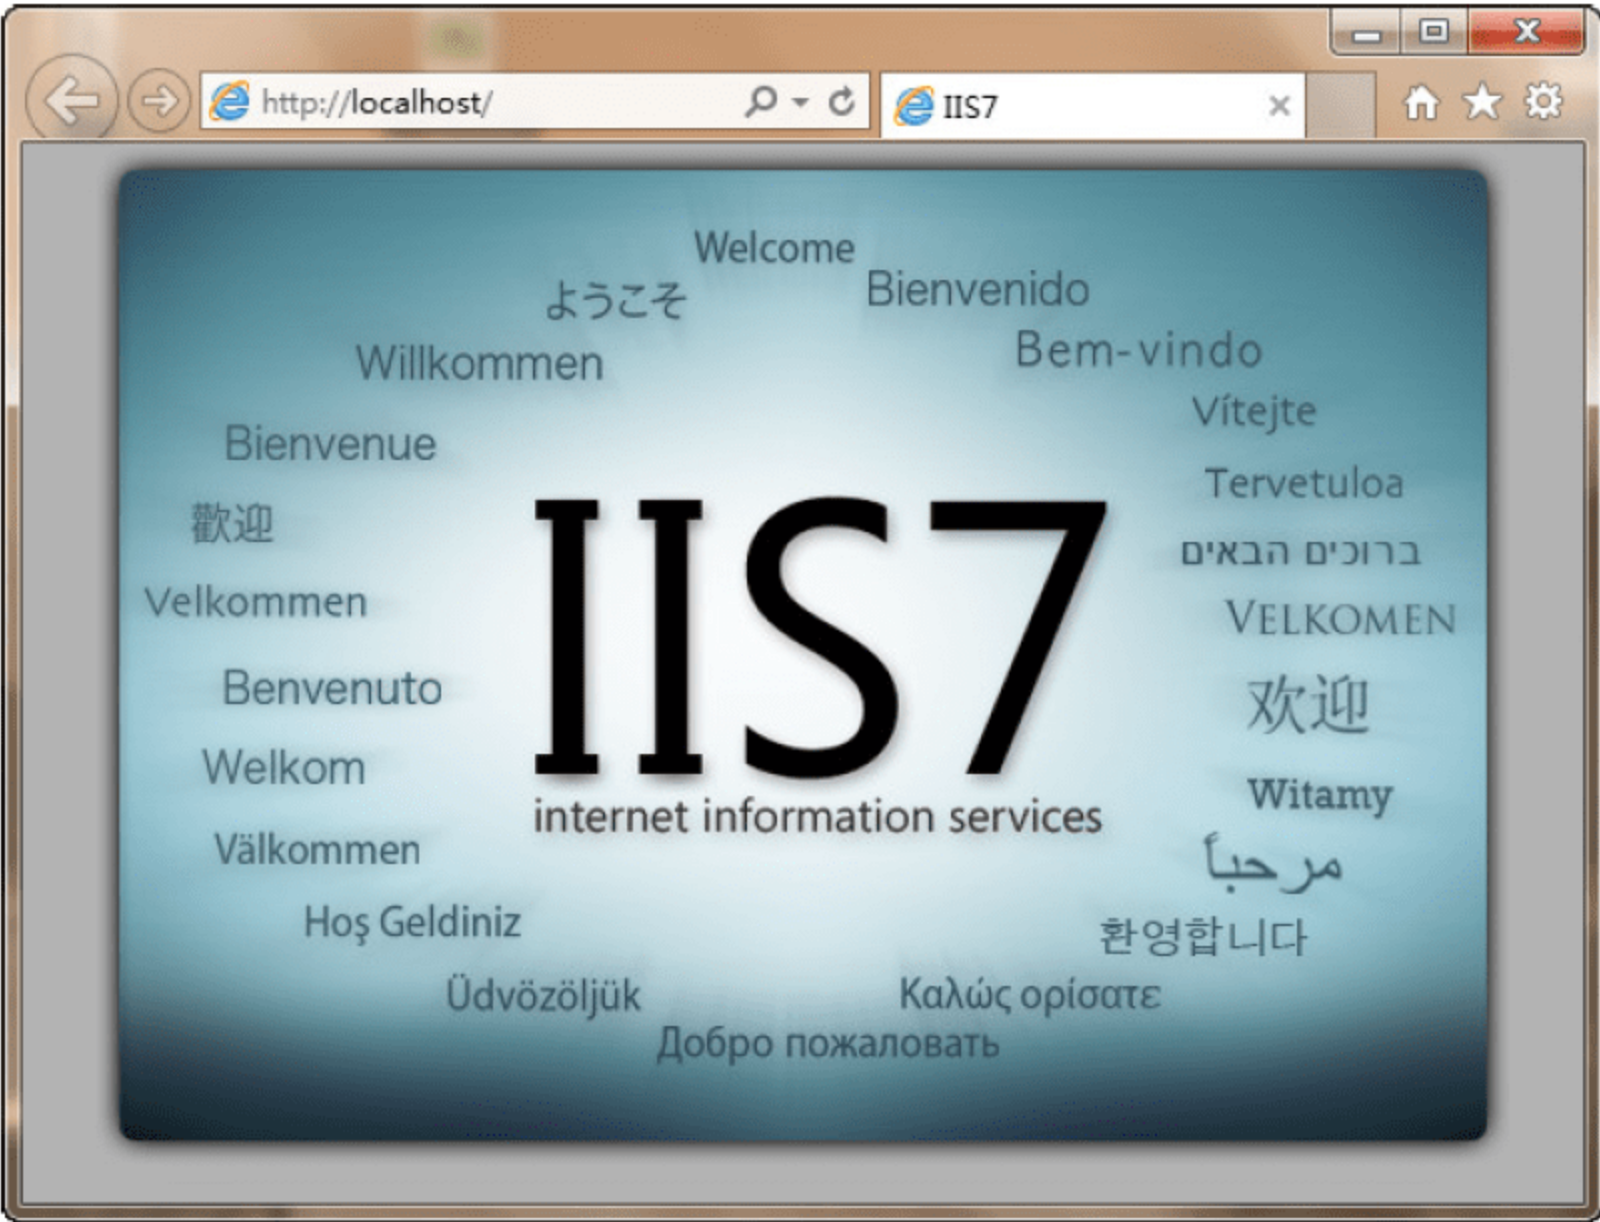 http://localhost/
IIS7
Welcome
ようこそ
Bienvenido
Willkommen
Bem-vindo
Vítejte
Bienvenue
Tervetuloa
歡迎
ברוכים הבאים
Velkommen
VELKOMEN
IIS7
Benvenuto
欢迎
Welkom
Witamy
internet information services
Välkommen
مرحباً
Hoş Geldiniz
환영합니다
Üdvözöljük
Καλώς ορίσατε
Добро пожаловать